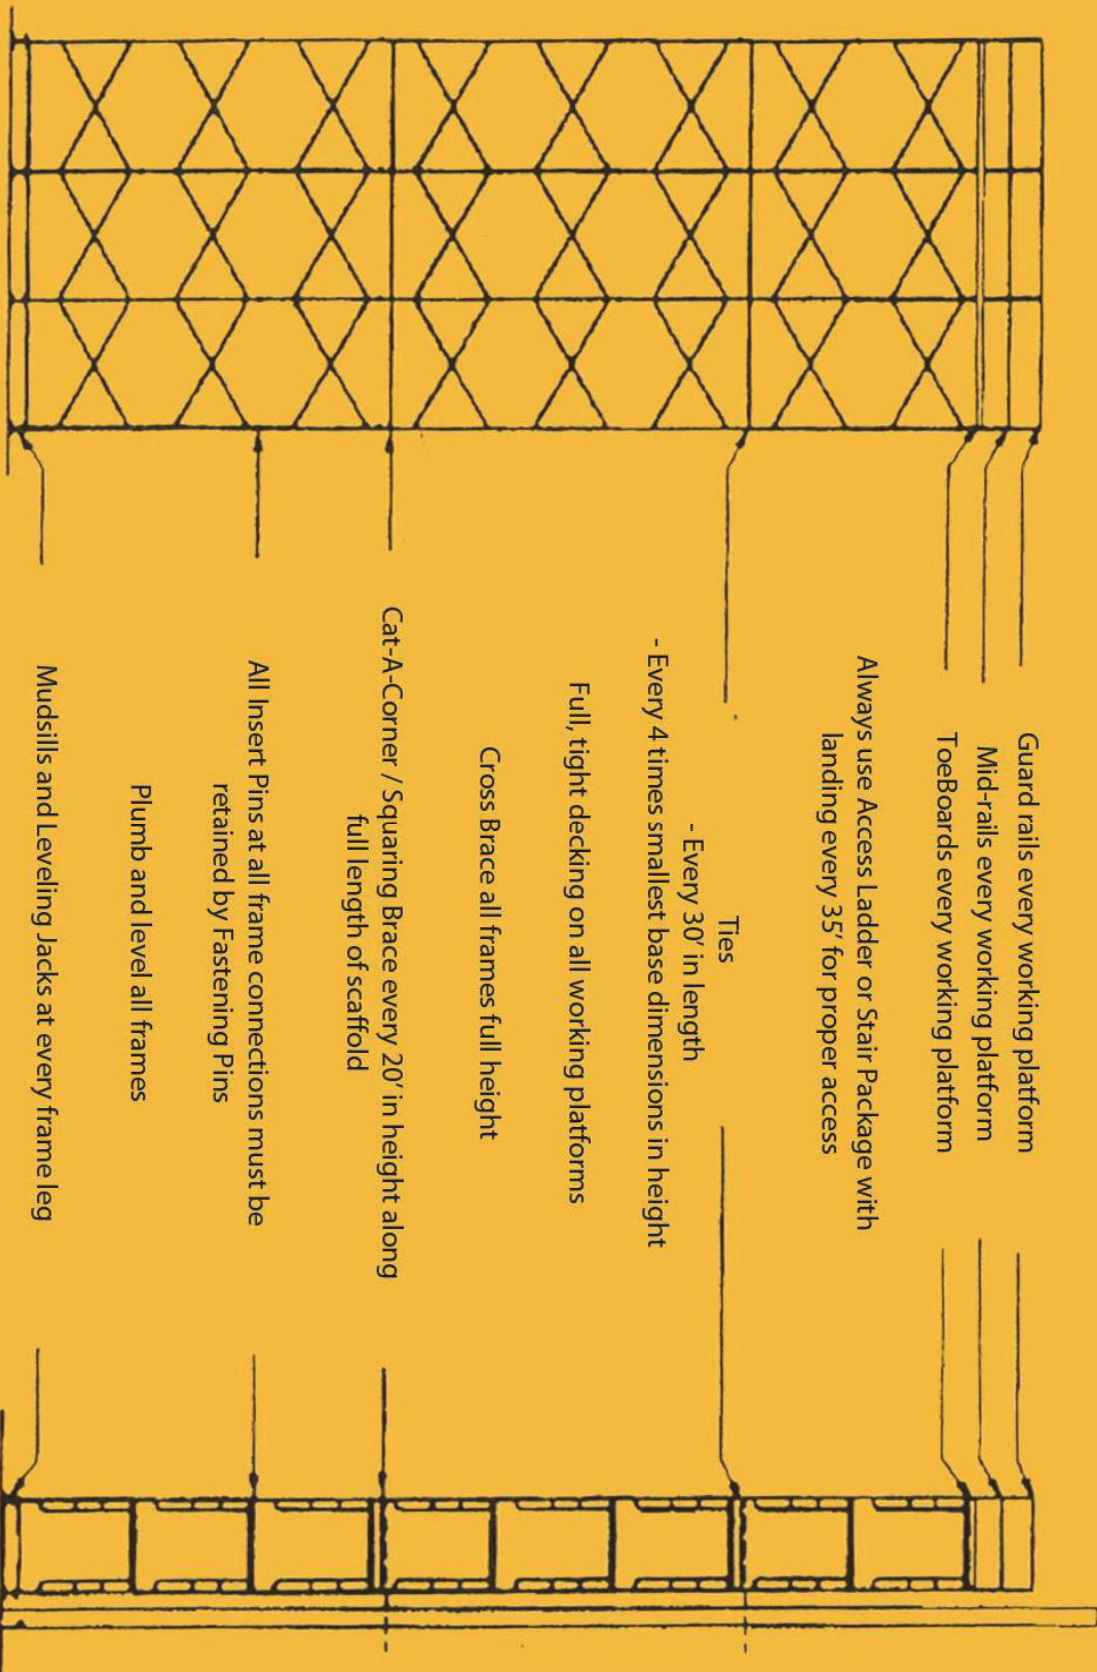 Guard rails every working platform
Mid-rails every working platform
ToeBoards every working platform
Always use Access Ladder or Stair Package with
landing every 35' for proper access
Ties
- Every 30' in length
- Every 4 times smallest base dimensions in height
Full, tight decking on all working platforms
Cross Brace all frames full height
Cat-A-Corner / Squaring Brace every 20' in height along
full length of scaffold
All Insert Pins at all frame connections must be
retained by Fastening Pins
Plumb and level all frames
Mudsills and Leveling Jacks at every frame leg